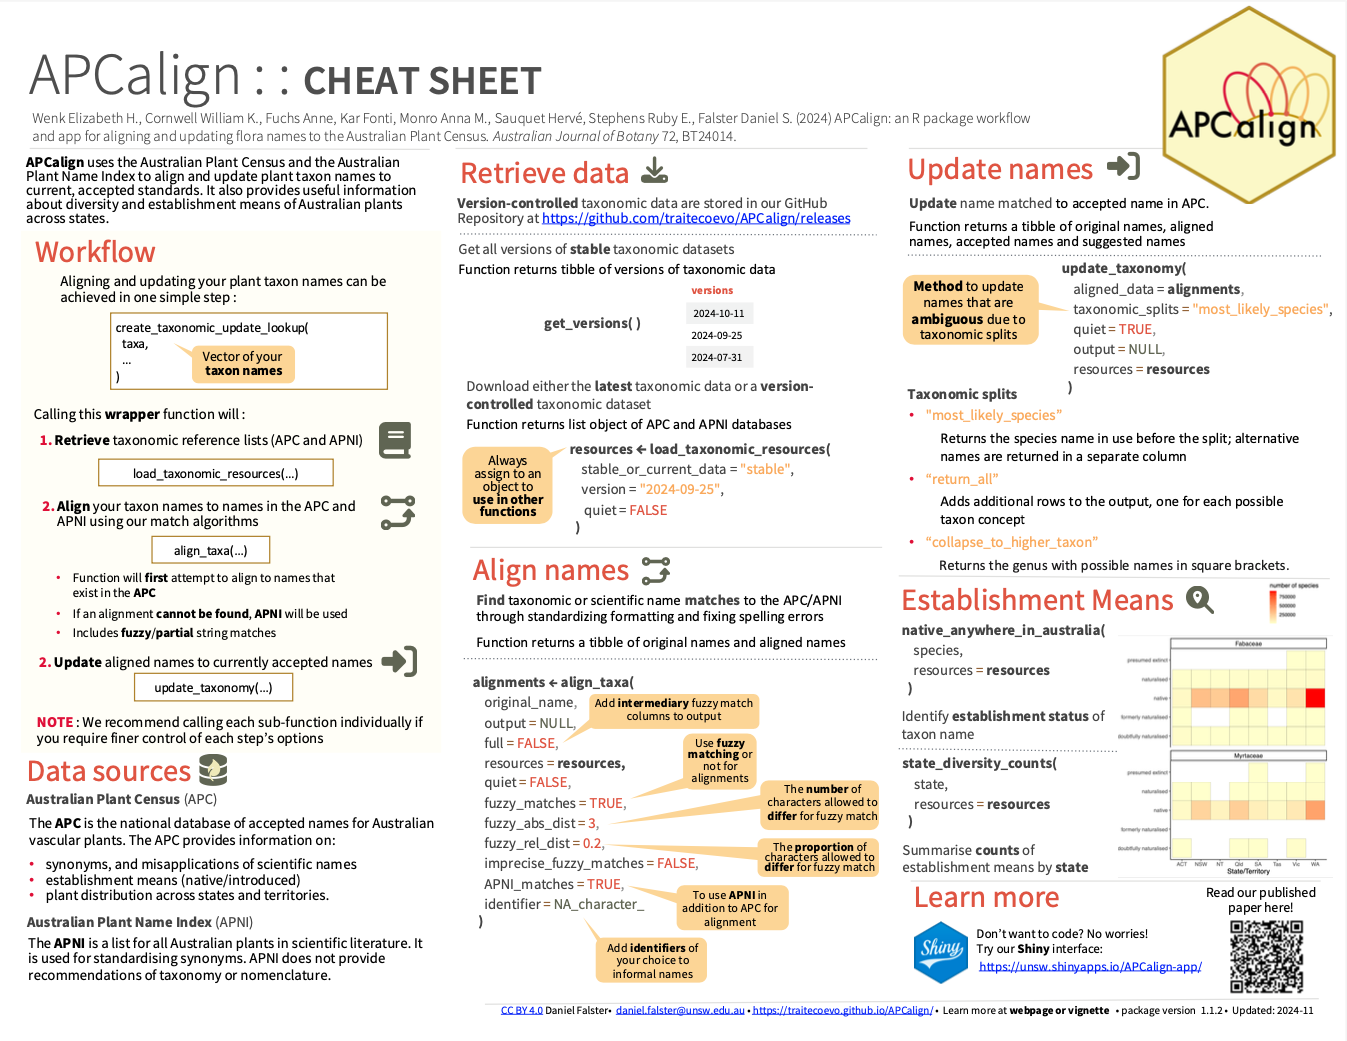 APCalign : : CHEAT SHEET
Wenk Elizabeth H., Cornwell William K., Fuchs Anne, Kar Fonti, Monro Anna M., Sauquet Hervé, Stephens Ruby E., Falster Daniel S. (2024) APCalign: an R package workflow
and app for aligning and updating flora names to the Australian Plant Census. Australian Journal of Botany 72, BT24014.
APCalign
APCalign uses the Australian Plant Census and the Australian
Plant Name Index to align and update plant taxon names to
current, accepted standards. It also provides useful information
about diversity and establishment means of Australian plants
across states.
Workflow
Aligning and updating your plant taxon names can be
achieved in one simple step :
create_taxonomic_update_lookup(
taxa,
...
)
Vector of your
taxon names
Calling this wrapper function will :
1. Retrieve taxonomic reference lists (APC and APNI)
load_taxonomic_resources(...)
2. Align your taxon names to names in the APC and
APNI using our match algorithms
align_taxa(...)
• Function will first attempt to align to names that
exist in the APC
• If an alignment cannot be found, APNI will be used
• Includes fuzzy/partial string matches
2. Update aligned names to currently accepted names
update_taxonomy(...)
NOTE : We recommend calling each sub-function individually if
you require finer control of each step's options
Data sources
Australian Plant Census (APC)
The APC is the national database of accepted names for Australian
vascular plants. The APC provides information on:
• synonyms, and misapplications of scientific names
• establishment means (native/introduced)
• plant distribution across states and territories.
Australian Plant Name Index (APNI)
The APNI is a list for all Australian plants in scientific literature. It
is used for standardising synonyms. APNI does not provide
recommendations of taxonomy or nomenclature.
Retrieve data
Version-controlled taxonomic data are stored in our GitHub
Repository at https://github.com/traitecoevo/APCalign/releases
Get all versions of stable taxonomic datasets
Function returns tibble of versions of taxonomic data
get_versions( )
versions
2024-10-11
2024-09-25
2024-07-31
Download either the latest taxonomic data or a version-
controlled taxonomic dataset
Function returns list object of APC and APNI databases
Always
assign to an
object to
use in other
functions
resources ← load_taxonomic_resources(
stable_or_current_data = "stable",
version = "2024-09-25",
quiet = FALSE
)
Align names
Find taxonomic or scientific name matches to the APC/APNI
through standardizing formatting and fixing spelling errors
Function returns a tibble of original names and aligned names
alignments ← align_taxa(
original_name,
output = NULL,
full = FALSE,
resources = resources,
quiet = FALSE,
fuzzy_matches = TRUE,
fuzzy_abs_dist = 3,
fuzzy_rel_dist = 0.2,
imprecise_fuzzy_matches = FALSE,
APNI_matches = TRUE,
identifier = NA_character_
)
Add intermediary fuzzy match
columns to output
Use fuzzy
matching or
not for
alignments
The number of
characters allowed to
differ for fuzzy match
The proportion of
characters allowed to
differ for fuzzy match
To use APNI in
addition to APC for
alignment
Add identifiers of
your choice to
informal names
Update names
Update name matched to accepted name in APC.
Function returns a tibble of original names, aligned
names, accepted names and suggested names
Method to update
names that are
ambiguous due to
taxonomic splits
update_taxonomy(
aligned_data = alignments,
taxonomic_splits = "most_likely_species",
quiet = TRUE,
output = NULL,
resources = resources
)
Taxonomic splits
• "most_likely_species"
Returns the species name in use before the split; alternative
names are returned in a separate column
• "return_all"
Adds additional rows to the output, one for each possible
taxon concept
• "collapse_to_higher_taxon"
Returns the genus with possible names in square brackets.
Establishment Means
native_anywhere_in_australia(
species,
resources = resources
)
Identify establishment status of
taxon name
state_diversity_counts(
state,
resources = resources
)
Summarise counts of
establishment means by state
number of species
750000
500000
250000
Fabaceae
presumed extinct
naturalised
native
formerly naturalised
doubtfully naturalised
Myrtaceae
presumed extinct
naturalised
native
formerly naturalised
doubtfully naturalised
ACT NSW NT Qld SA Tas Vic WA
State/Territory
Learn more
Read our published
paper here!
Shiny
Don't want to code? No worries!
Try our Shiny interface:
https://unsw.shinyapps.io/APCalign-app/
CC BY 4.0 Daniel Falster • daniel.falster@unsw.edu.au • https://traitecoevo.github.io/APCalign/ • Learn more at webpage or vignette • package version 1.1.2 • Updated: 2024-11